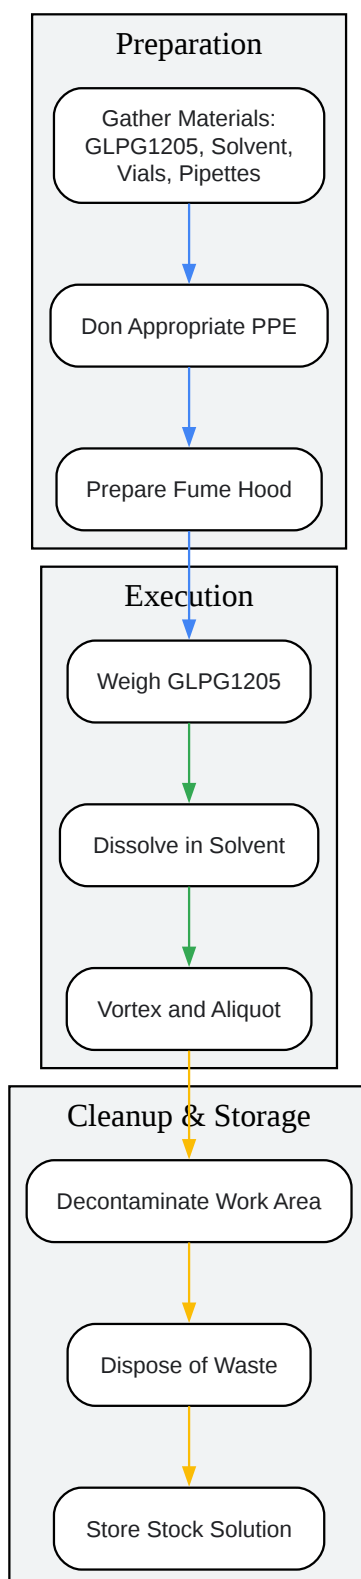 Preparation
Gather Materials:
GLPG1205, Solvent,
Vials, Pipettes
Don Appropriate PPE
Prepare Fume Hood
Execution
Weigh GLPG1205
Dissolve in Solvent
Vortex and Aliquot
Cleanup & Storage
Decontaminate Work Area
Dispose of Waste
Store Stock Solution